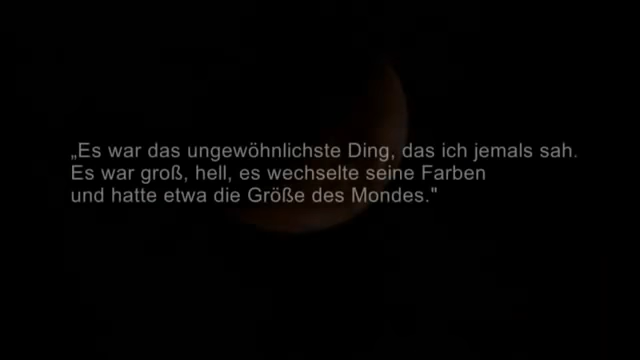 „Es war das ungewöhnlichste Ding, das ich jemals sah.
Es war groß, hell, es wechselte seine Farben
und hatte etwa die Größe des Mondes."